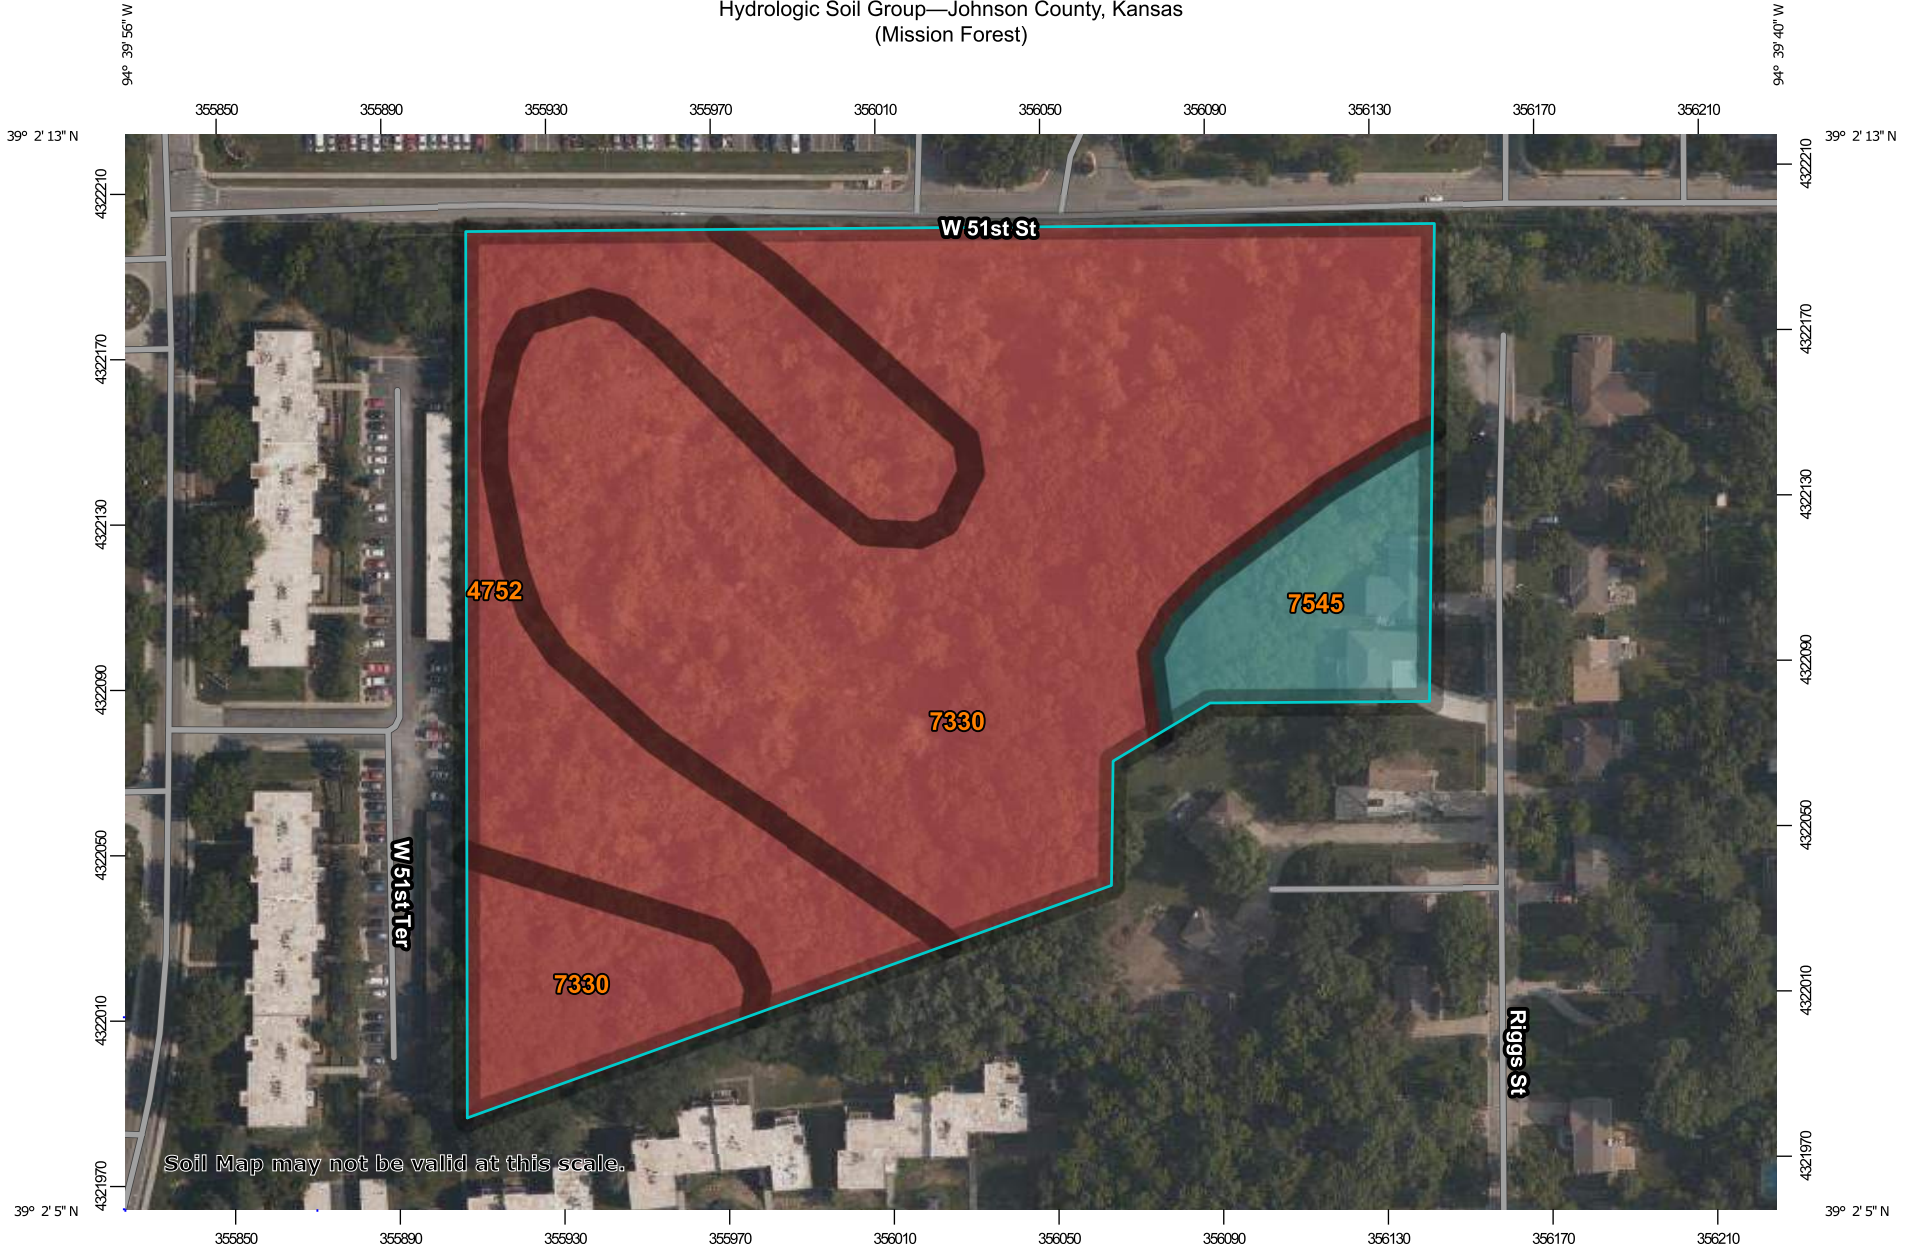 Hydrologic Soil Group—Johnson County, Kansas
(Mission Forest)
94° 39' 56'' W
94° 39' 40'' W
355850 355890 355930 355970 356010 356050 356090 356130 356170 356210
39° 2' 13'' N
39° 2' 13'' N
4322210
4322210
W 51st St
4322170
4322170
4322130
4322130
4752
7545
4322090
4322090
7330
4322050
4322050
W 51st Ter
7330
4322010
4322010
Riggs St
Soil Map may not be valid at this scale.
4321970
4321970
39° 2' 5'' N
39° 2' 5'' N
355850 355890 355930 355970 356010 356050 356090 356130 356170 356210